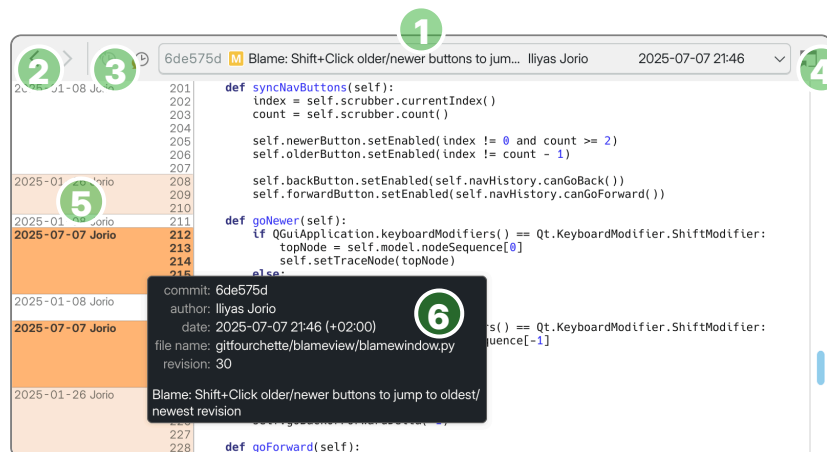 1
2
3
4
6de575d M Blame: Shift+Click older/newer buttons to jum... Iliyas Jorio 2025-07-07 21:46
2025-01-08 Jorio 201 def syncNavButtons(self):
202 index = self.scrubber.currentIndex()
203 count = self.scrubber.count()
204
205 self.newerButton.setEnabled(index != 0 and count >= 2)
206 self.olderButton.setEnabled(index != count - 1)
207
2025-01-26 Jorio 208 self.backButton.setEnabled(self.navHistory.canGoBack())
209 self.forwardButton.setEnabled(self.navHistory.canGoForward())
5
210
2025-01-08 Jorio 211 def goNewer(self):
2025-07-07 Jorio 212 if QGuiApplication.keyboardModifiers() == Qt.KeyboardModifier.ShiftModifier:
213 topNode = self.model.nodeSequence[0]
214 self.setTraceNode(topNode)
215 else:
commit: 6de575d
author: Iliyas Jorio
date: 2025-07-07 21:46 (+02:00)
file name: gitfourchette/blameview/blamewindow.py
revision: 30
Blame: Shift+Click older/newer buttons to jump to oldest/
newest revision
6
2025-01-08 Jorio
2025-07-07 Jorio rs() == Qt.KeyboardModifier.ShiftModifier:
quence[-1]
2025-01-26 Jorio
226
227
228 def goForward(self):